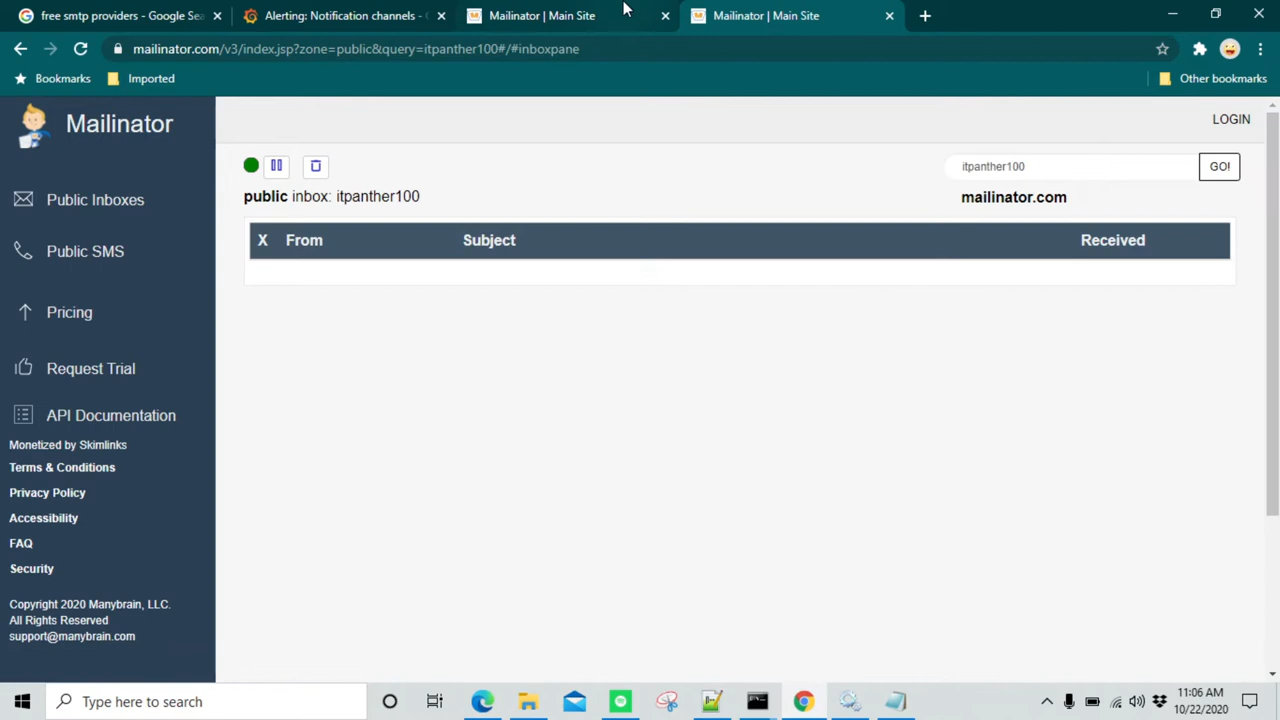 free smtp providers - Google Sea
Alerting: Notification channels -
Mailinator | Main Site
Mailinator | Main Site
mailinator.com/v3/index.jsp?zone=public&query=itpanther100#/#inboxpane
Bookmarks
Imported
Other bookmarks
Mailinator
LOGIN
itpanther100
GO!
public inbox: itpanther100
mailinator.com
Public Inboxes
X From Subject Received
Public SMS
Pricing
Request Trial
API Documentation
Monetized by Skimlinks
Terms & Conditions
Privacy Policy
Accessibility
FAQ
Security
Copyright 2020 Manybrain, LLC.
All Rights Reserved
support@manybrain.com
Type here to search
11:06 AM
10/22/2020